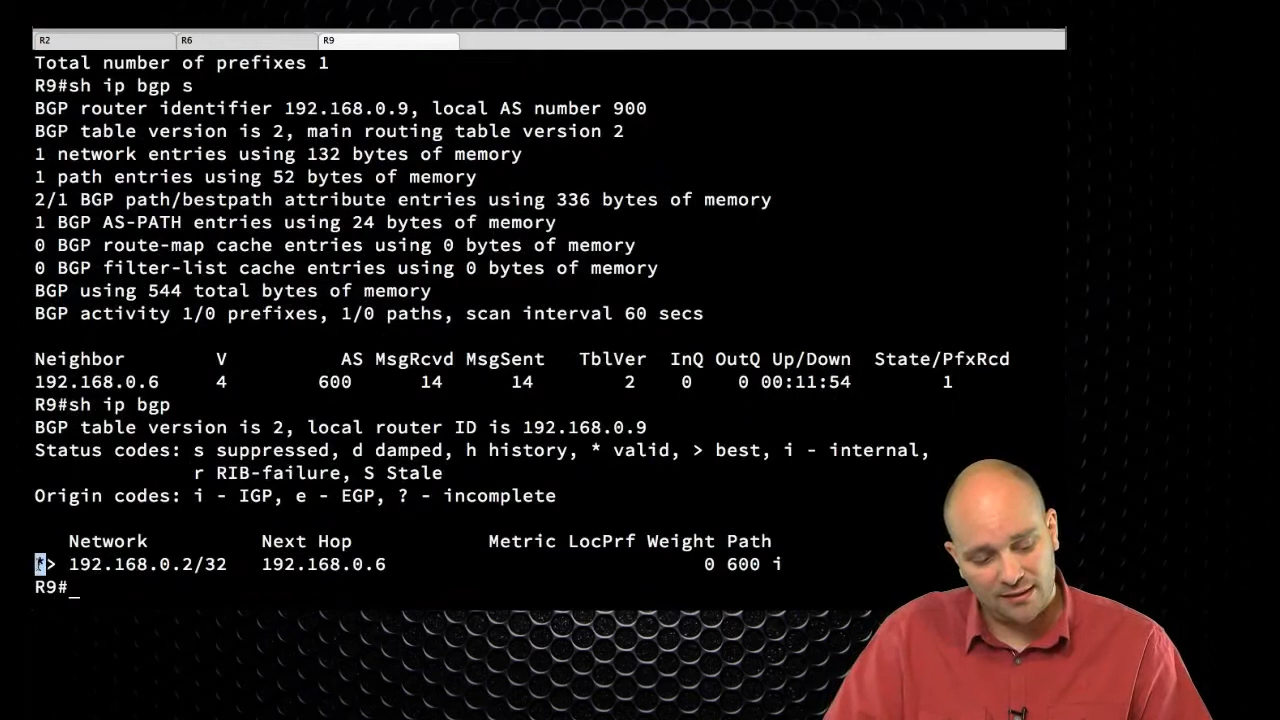 R2 R6 R9
Total number of prefixes 1
R9#sh ip bgp s
BGP router identifier 192.168.0.9, local AS number 900
BGP table version is 2, main routing table version 2
1 network entries using 132 bytes of memory
1 path entries using 52 bytes of memory
2/1 BGP path/bestpath attribute entries using 336 bytes of memory
1 BGP AS-PATH entries using 24 bytes of memory
0 BGP route-map cache entries using 0 bytes of memory
0 BGP filter-list cache entries using 0 bytes of memory
BGP using 544 total bytes of memory
BGP activity 1/0 prefixes, 1/0 paths, scan interval 60 secs
Neighbor V AS MsgRcvd MsgSent TblVer InQ OutQ Up/Down State/PfxRcd
192.168.0.6 4 600 14 14 2 0 0 00:11:54 1
R9#sh ip bgp
BGP table version is 2, local router ID is 192.168.0.9
Status codes: s suppressed, d damped, h history, * valid, > best, i - internal,
r RIB-failure, S Stale
Origin codes: i - IGP, e - EGP, ? - incomplete
Network Next Hop Metric LocPrf Weight Path
*> 192.168.0.2/32 192.168.0.6 0 600 i
R9#_